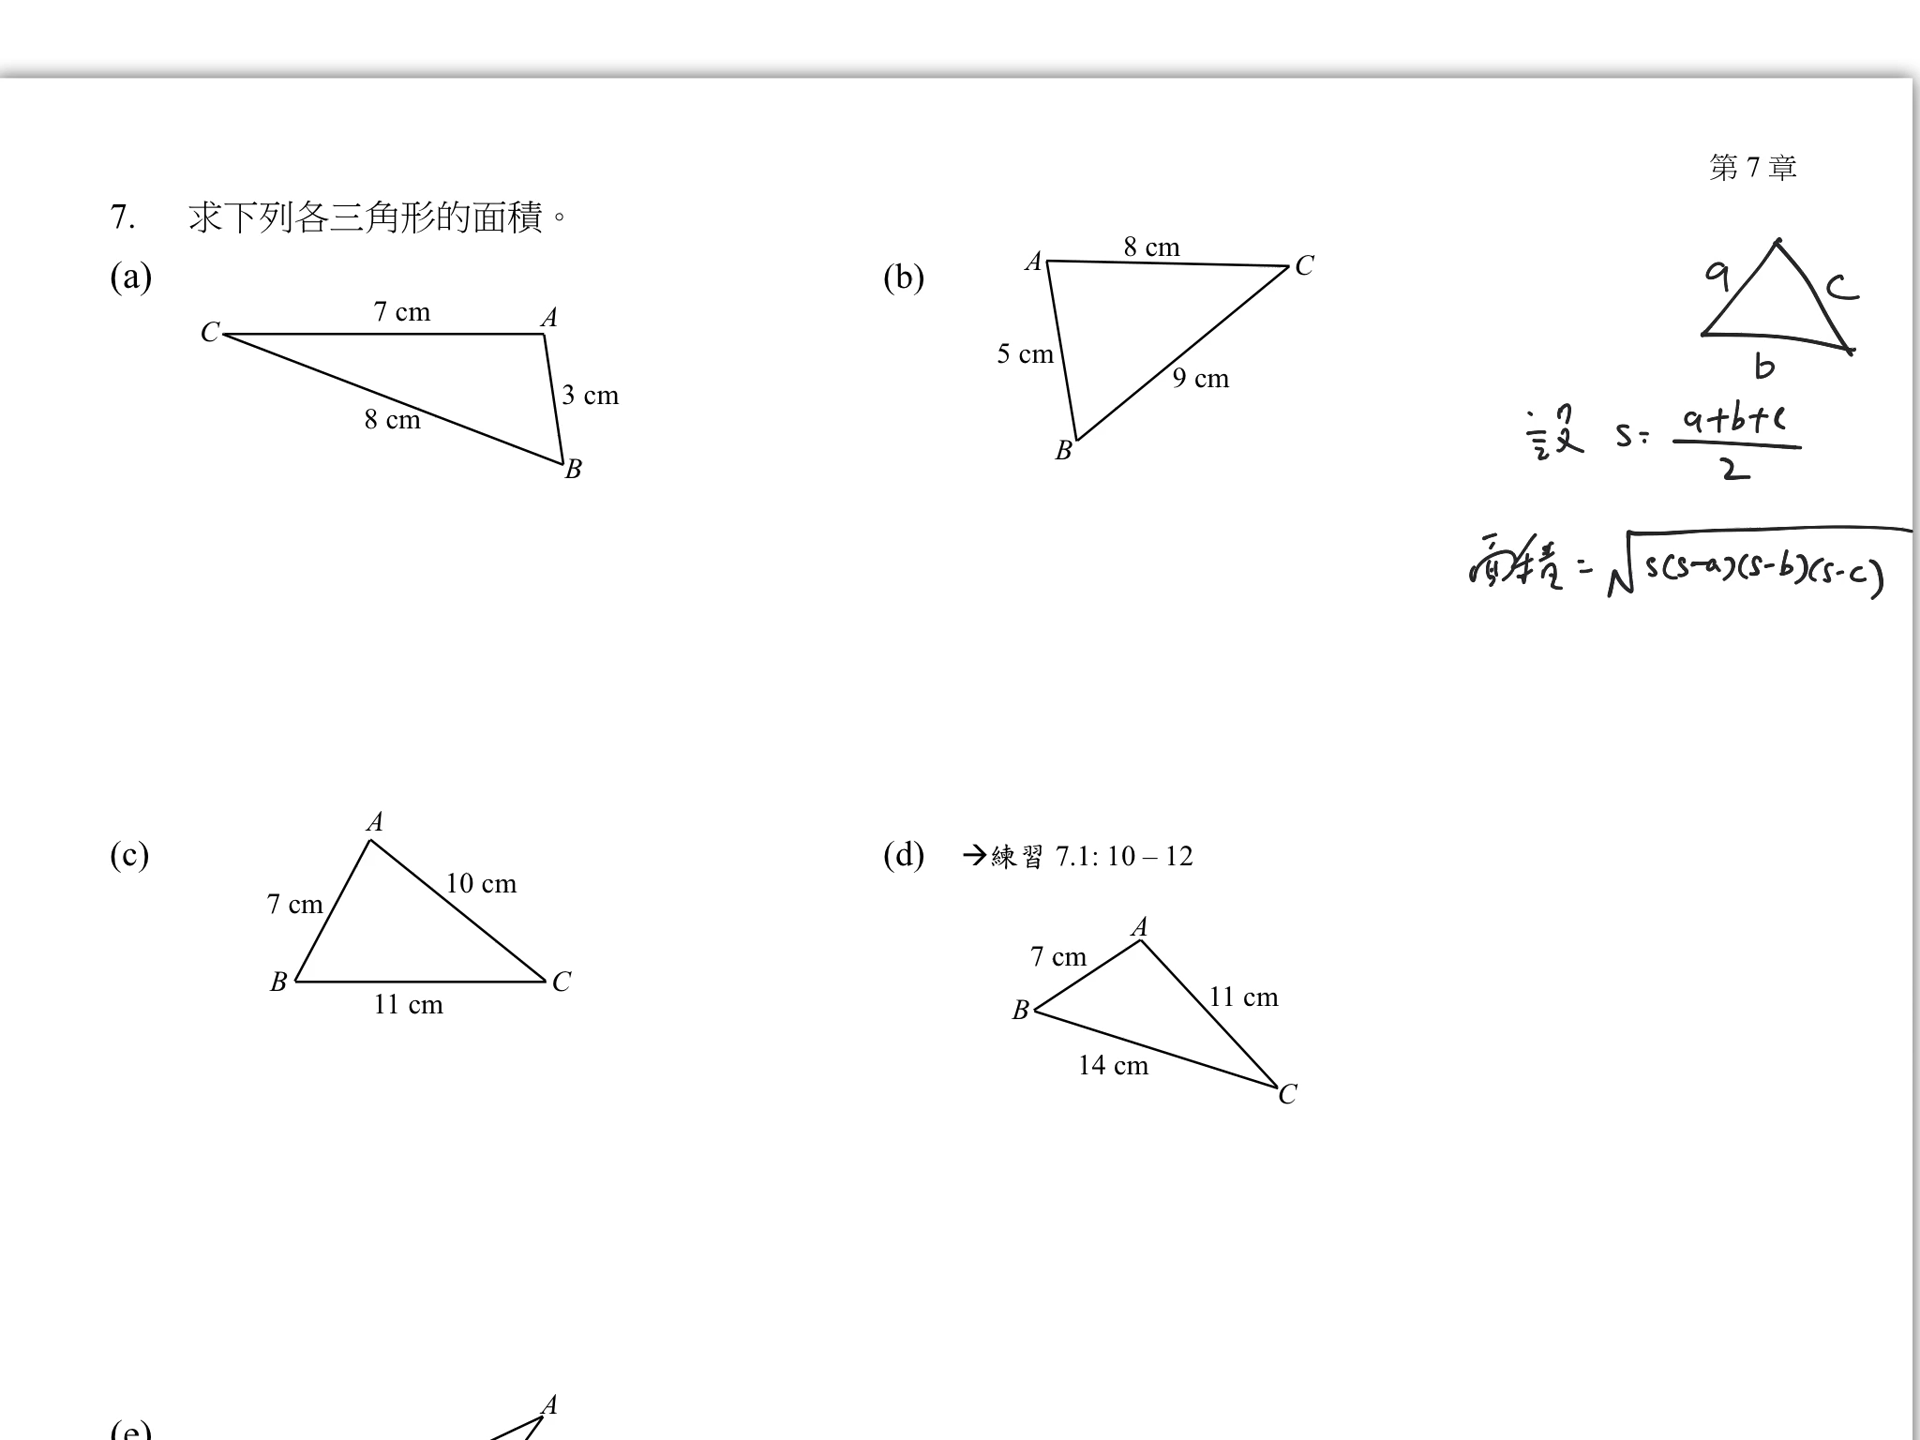 第 7 章
7. 求下列各三角形的面積。
(a)
7 cm
C
A
3 cm
8 cm
B
(b)
A
8 cm
C
5 cm
9 cm
B
a
c
b
設 s = a+b+c / 2
面積 = √s(s-a)(s-b)(s-c)
(c)
A
7 cm
10 cm
B
C
11 cm
(d) →練習 7.1: 10 – 12
A
7 cm
11 cm
B
14 cm
C
(e)
A